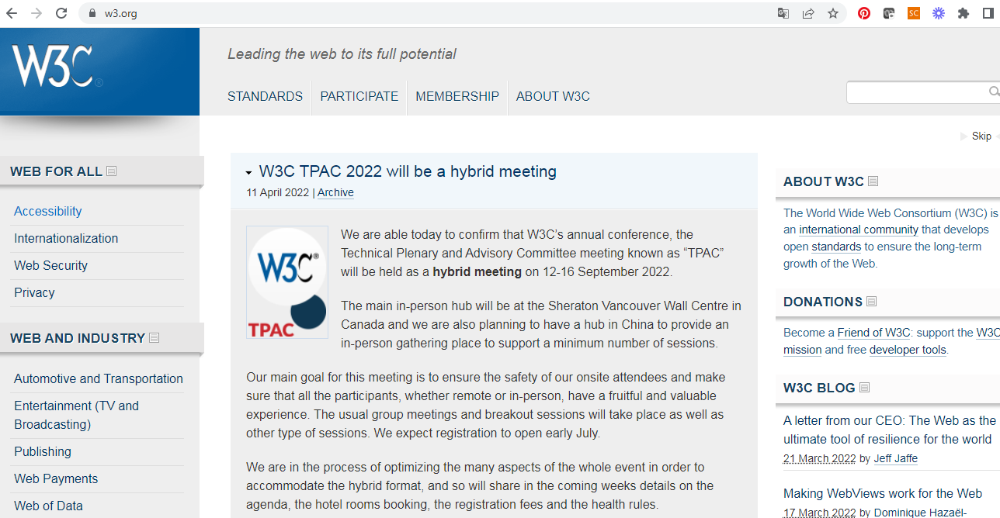 w3.org
SC
W3C®
Leading the web to its full potential
STANDARDS
PARTICIPATE
MEMBERSHIP
ABOUT W3C
Skip
WEB FOR ALL
Accessibility
Internationalization
Web Security
Privacy
WEB AND INDUSTRY
Automotive and Transportation
Entertainment (TV and
Broadcasting)
Publishing
Web Payments
Web of Data
W3C TPAC 2022 will be a hybrid meeting
11 April 2022 | Archive
W3C®
TPAC
We are able today to confirm that W3C’s annual conference, the
Technical Plenary and Advisory Committee meeting known as “TPAC”
will be held as a hybrid meeting on 12-16 September 2022.
The main in-person hub will be at the Sheraton Vancouver Wall Centre in
Canada and we are also planning to have a hub in China to provide an
in-person gathering place to support a minimum number of sessions.
Our main goal for this meeting is to ensure the safety of our onsite attendees and make
sure that all the participants, whether remote or in-person, have a fruitful and valuable
experience. The usual group meetings and breakout sessions will take place as well as
other type of sessions. We expect registration to open early July.
We are in the process of optimizing the many aspects of the whole event in order to
accommodate the hybrid format, and so will share in the coming weeks details on the
agenda, the hotel rooms booking, the registration fees and the health rules.
ABOUT W3C
The World Wide Web Consortium (W3C) is
an international community that develops
open standards to ensure the long-term
growth of the Web.
DONATIONS
Become a Friend of W3C: support the W3C
mission and free developer tools.
W3C BLOG
A letter from our CEO: The Web as the
ultimate tool of resilience for the world
21 March 2022 by Jeff Jaffe
Making WebViews work for the Web
17 March 2022 by Dominique Hazaël-